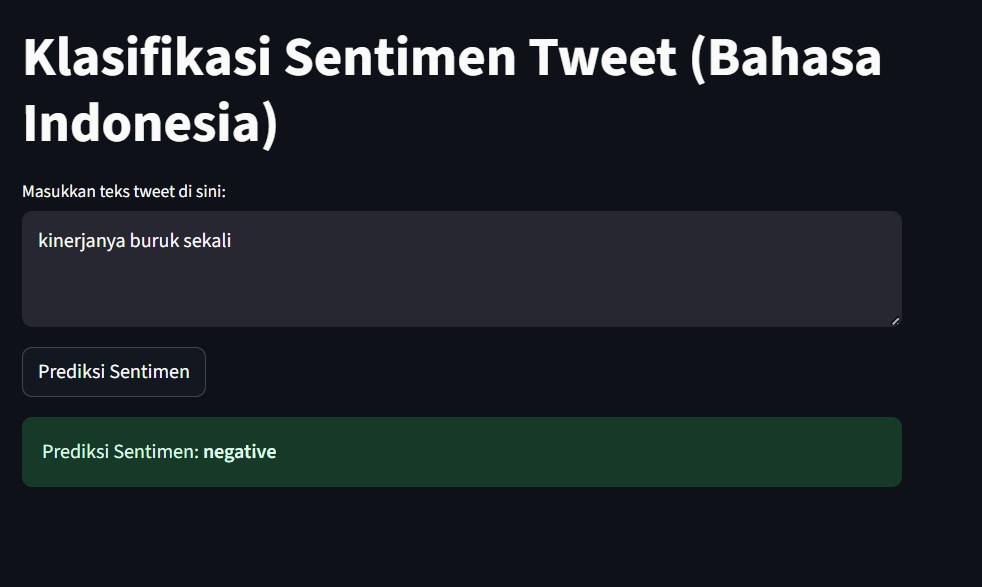 Klasifikasi Sentimen Tweet (Bahasa
Indonesia)
Masukkan teks tweet di sini:
kinerjanya buruk sekali
Prediksi Sentimen
Prediksi Sentimen: negative